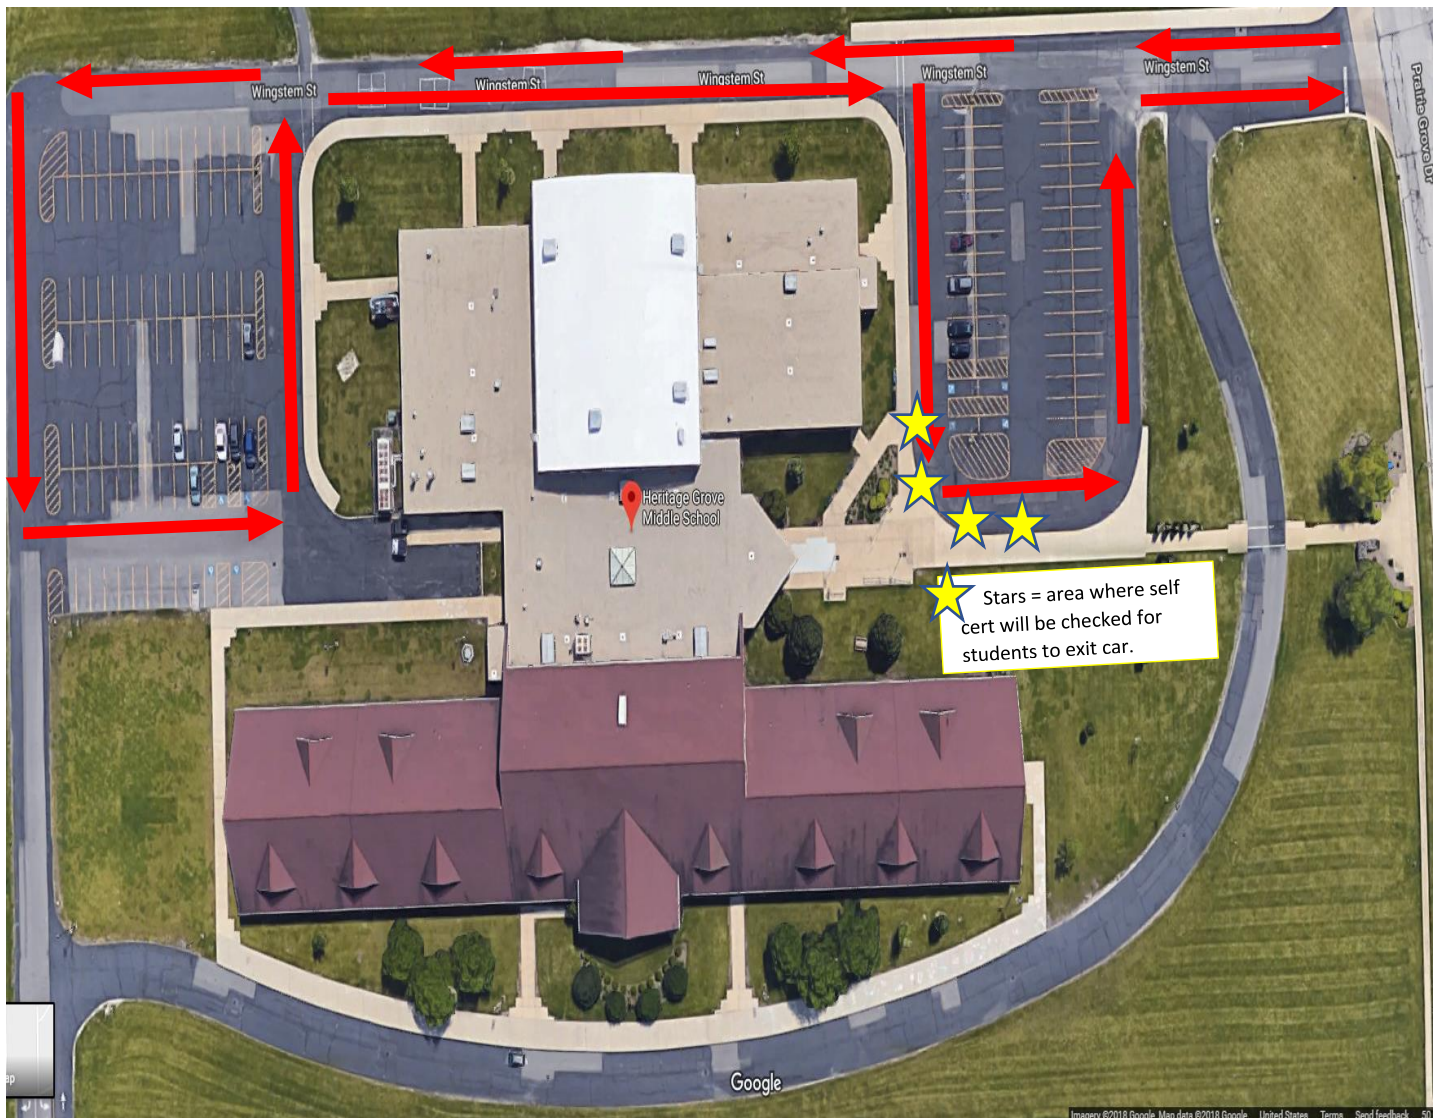 Wingstem St
Wingstem St
Wingstem St
Wingstem St
Wingstem St
Prairie Grove Dr
Heritage Grove
Middle School
Stars = area where self
cert will be checked for
students to exit car.
ap
Google
Imagery ©2018 Google, Map data ©2018 Google United States Terms Send feedback 50